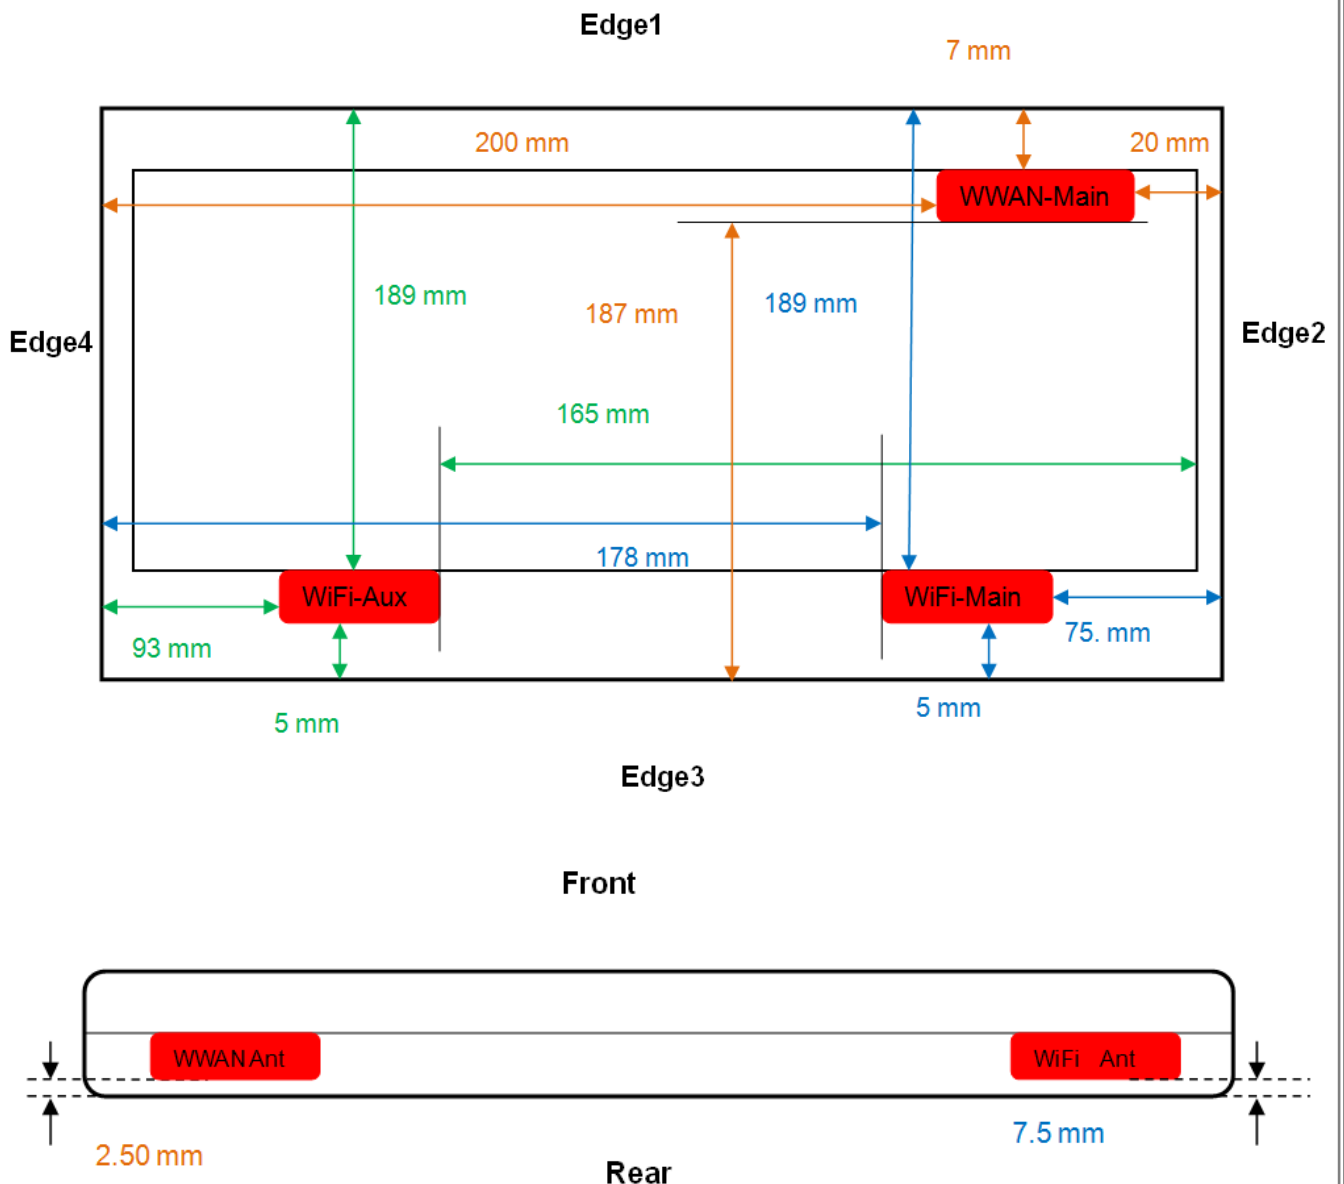 Edge1
7 mm
200 mm
20 mm
WWAN-Main
189 mm
187 mm
189 mm
Edge4
Edge2
165 mm
178 mm
WiFi-Aux
WiFi-Main
93 mm
75. mm
5 mm
5 mm
Edge3
Front
WWAN Ant
WiFi Ant
2.50 mm
7.5 mm
Rear